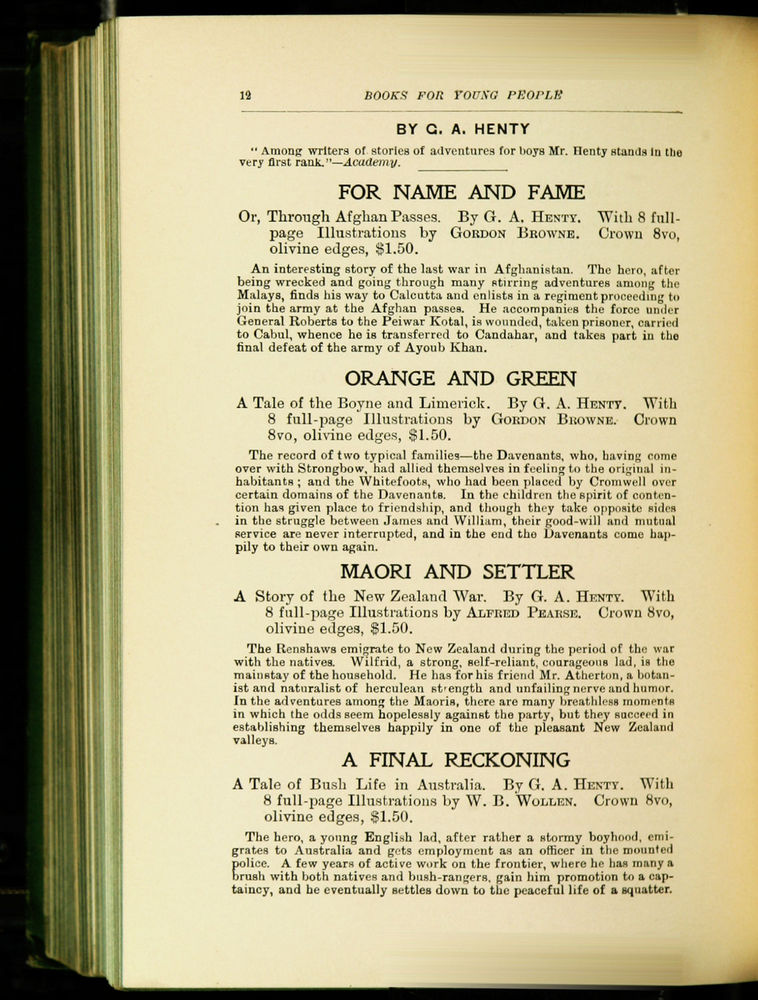 12 BOOKS FOR YOUNG PEOPLE
BY G. A. HENTY
"Among writers of stories of adventures for boys Mr. Henty stands in the
very first rank."—Academy.
FOR NAME AND FAME
Or, Through Afghan Passes. By G. A. HENTY. With 8 full-
page Illustrations by GORDON BROWNE. Crown 8vo,
olivine edges, $1.50.
An interesting story of the last war in Afghanistan. The hero, after
being wrecked and going through many stirring adventures among the
Malays, finds his way to Calcutta and enlists in a regiment proceeding to
join the army at the Afghan passes. He accompanies the force under
General Roberts to the Peiwar Kotal, is wounded, taken prisoner, carried
to Cabul, whence he is transferred to Candahar, and takes part in the
final defeat of the army of Ayoub Khan.
ORANGE AND GREEN
A Tale of the Boyne and Limerick. By G. A. HENTY. With
8 full-page Illustrations by GORDON BROWNE. Crown
8vo, olivine edges, $1.50.
The record of two typical families—the Davenants, who, having come
over with Strongbow, had allied themselves in feeling to the original in-
habitants; and the Whitefoots, who had been placed by Cromwell over
certain domains of the Davenants. In the children the spirit of conten-
tion has given place to friendship, and though they take opposite sides
in the struggle between James and William, their good-will and mutual
service are never interrupted, and in the end the Davenants come hap-
pily to their own again.
MAORI AND SETTLER
A Story of the New Zealand War. By G. A. HENTY. With
8 full-page Illustrations by ALFRED PEARSE. Crown 8vo,
olivine edges, $1.50.
The Renshaws emigrate to New Zealand during the period of the war
with the natives. Wilfrid, a strong, self-reliant, courageous lad, is the
mainstay of the household. He has for his friend Mr. Atherton, a botan-
ist and naturalist of herculean strength and unfailing nerve and humor.
In the adventures among the Maoris, there are many breathless moments
in which the odds seem hopelessly against the party, but they succeed in
establishing themselves happily in one of the pleasant New Zealand
valleys.
A FINAL RECKONING
A Tale of Bush Life in Australia. By G. A. HENTY. With
8 full-page Illustrations by W. B. WOLLEN. Crown 8vo,
olivine edges, $1.50.
The hero, a young English lad, after rather a stormy boyhood, emi-
grates to Australia and gets employment as an officer in the mounted
police. A few years of active work on the frontier, where he has many a
brush with both natives and bush-rangers, gain him promotion to a cap-
taincy, and he eventually settles down to the peaceful life of a squatter.